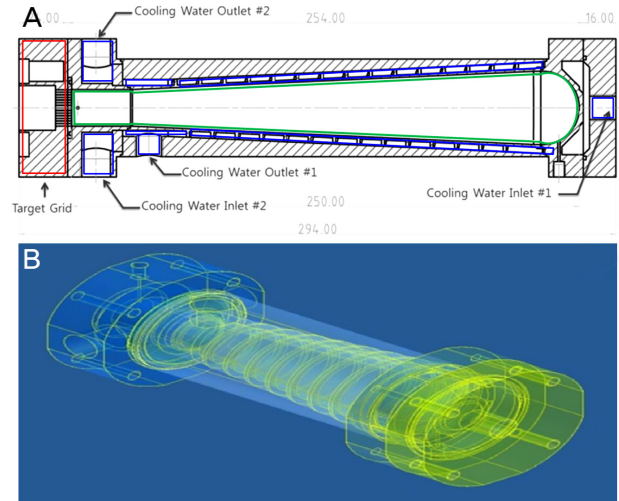 A
Cooling Water Outlet #2
254.00
16.00
Cooling Water Outlet #1
Cooling Water Inlet #1
Target Grid
Cooling Water Inlet #2
250.00
294.00
B